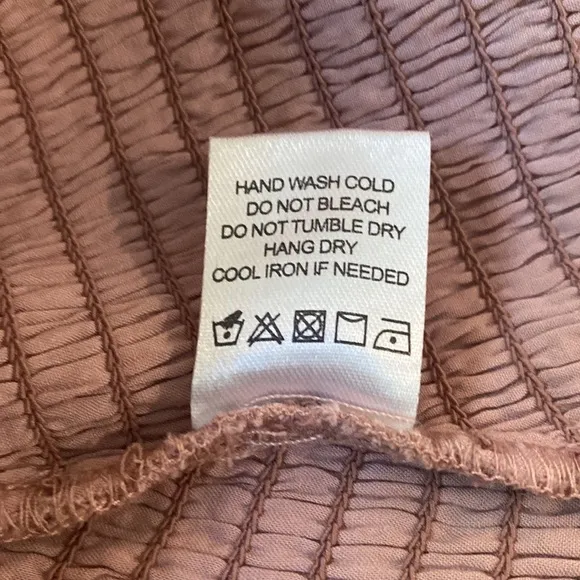 HAND WASH COLD
DO NOT BLEACH
DO NOT TUMBLE DRY
HANG DRY
COOL IRON IF NEEDED